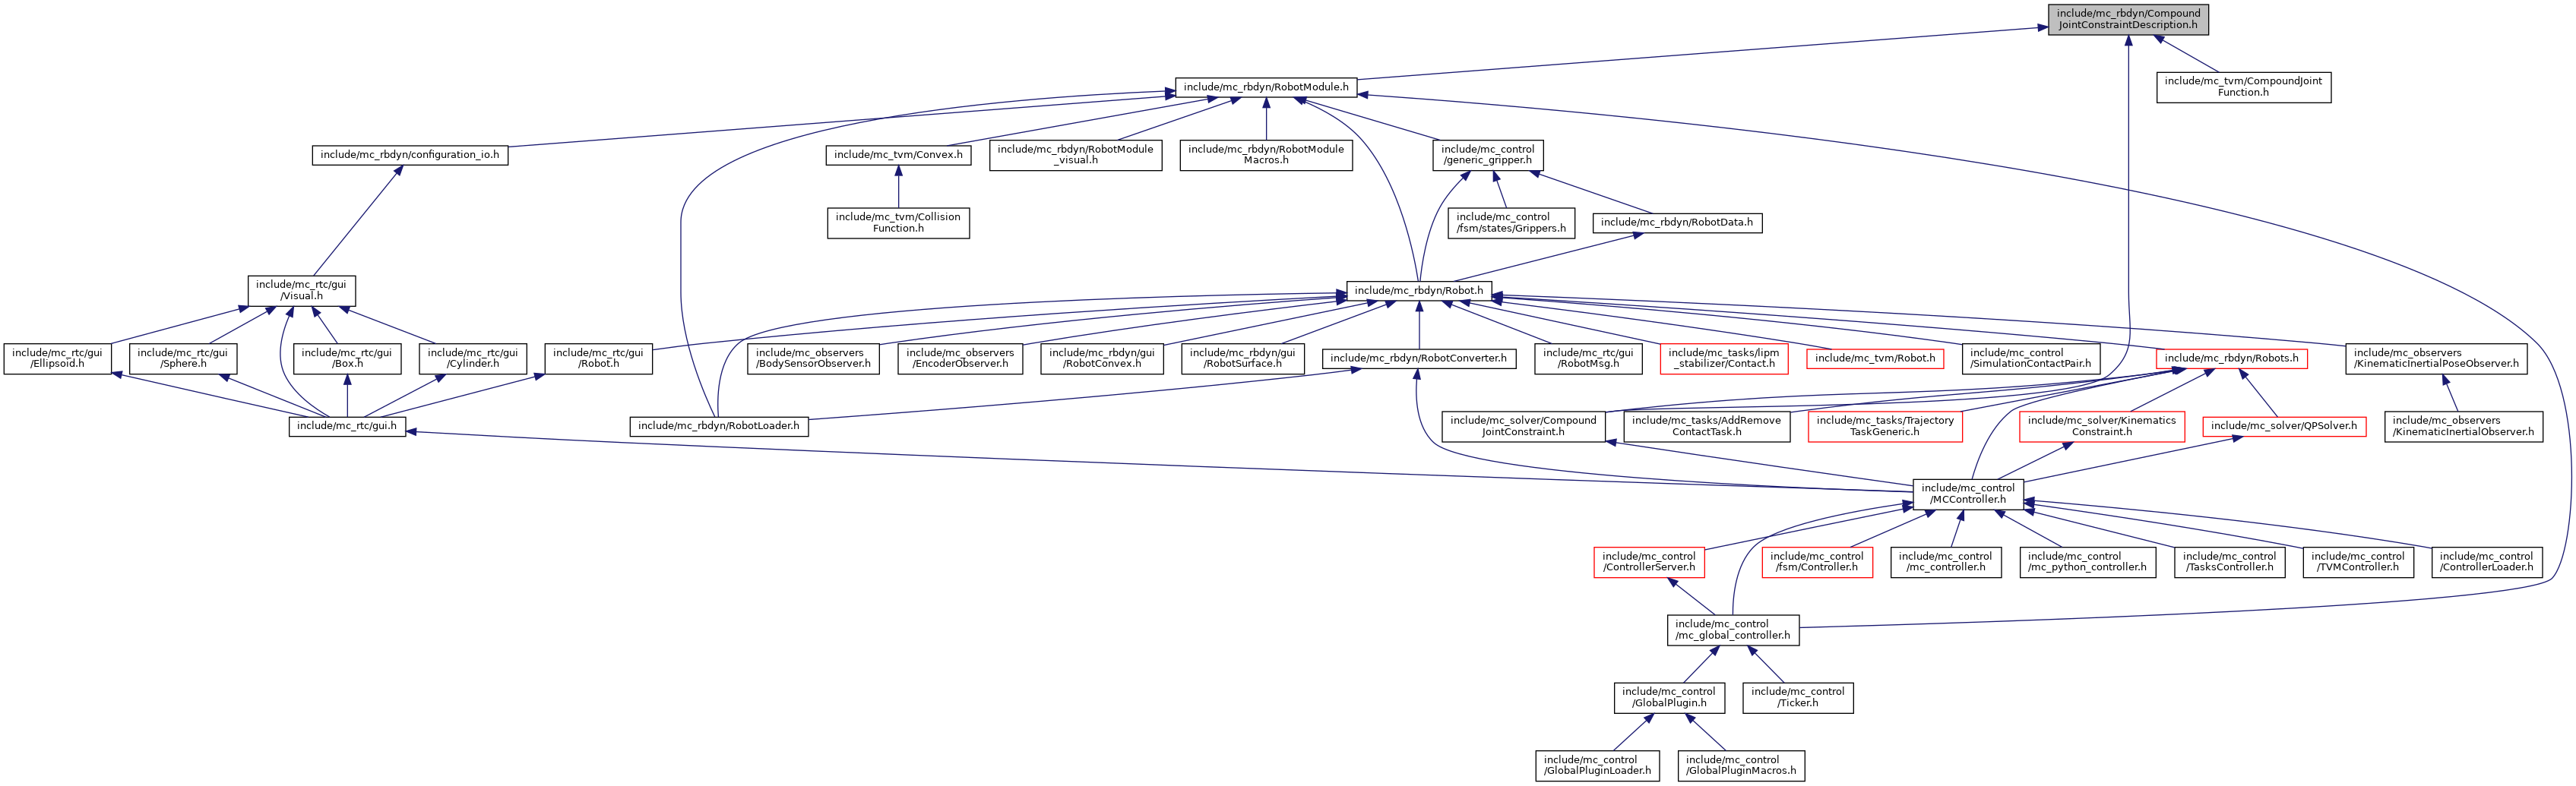 include/mc_rbdyn/Compound
JointConstraintDescription.h
include/mc_rbdyn/RobotModule.h
include/mc_tvm/CompoundJoint
Function.h
include/mc_rbdyn/configuration_io.h
include/mc_tvm/Convex.h
include/mc_rbdyn/RobotModule
_visual.h
include/mc_rbdyn/RobotModule
Macros.h
include/mc_control
/generic_gripper.h
include/mc_tvm/Collision
Function.h
include/mc_control
/fsm/states/Grippers.h
include/mc_rbdyn/RobotData.h
include/mc_rtc/gui
/Visual.h
include/mc_rbdyn/Robot.h
include/mc_rtc/gui
/Ellipsoid.h
include/mc_rtc/gui
/Sphere.h
include/mc_rtc/gui
/Box.h
include/mc_rtc/gui
/Cylinder.h
include/mc_rtc/gui
/Robot.h
include/mc_observers
/BodySensorObserver.h
include/mc_observers
/EncoderObserver.h
include/mc_rbdyn/gui
/RobotConvex.h
include/mc_rbdyn/gui
/RobotSurface.h
include/mc_rbdyn/RobotConverter.h
include/mc_rtc/gui
/RobotMsg.h
include/mc_tasks/lipm
_stabilizer/Contact.h
include/mc_tvm/Robot.h
include/mc_control
/SimulationContactPair.h
include/mc_rbdyn/Robots.h
include/mc_observers
/KinematicInertialPoseObserver.h
include/mc_rtc/gui.h
include/mc_rbdyn/RobotLoader.h
include/mc_solver/Compound
JointConstraint.h
include/mc_tasks/AddRemove
ContactTask.h
include/mc_tasks/Trajectory
TaskGeneric.h
include/mc_solver/Kinematics
Constraint.h
include/mc_solver/QPSolver.h
include/mc_observers
/KinematicInertialObserver.h
include/mc_control
/MCController.h
include/mc_control
/ControllerServer.h
include/mc_control
/fsm/Controller.h
include/mc_control
/mc_controller.h
include/mc_control
/mc_python_controller.h
include/mc_control
/TasksController.h
include/mc_control
/TVMController.h
include/mc_control
/ControllerLoader.h
include/mc_control
/mc_global_controller.h
include/mc_control
/GlobalPlugin.h
include/mc_control
/Ticker.h
include/mc_control
/GlobalPluginLoader.h
include/mc_control
/GlobalPluginMacros.h